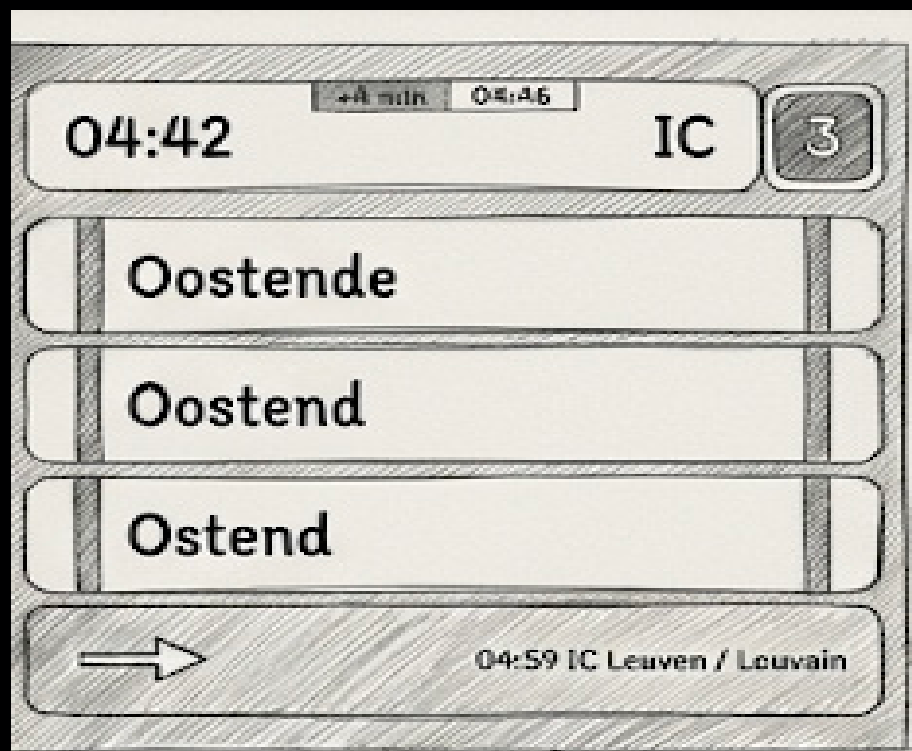 +4 min 04:46
04:42 IC 3
Oostende
Oostend
Ostend
04:59 IC Leuven / Louvain